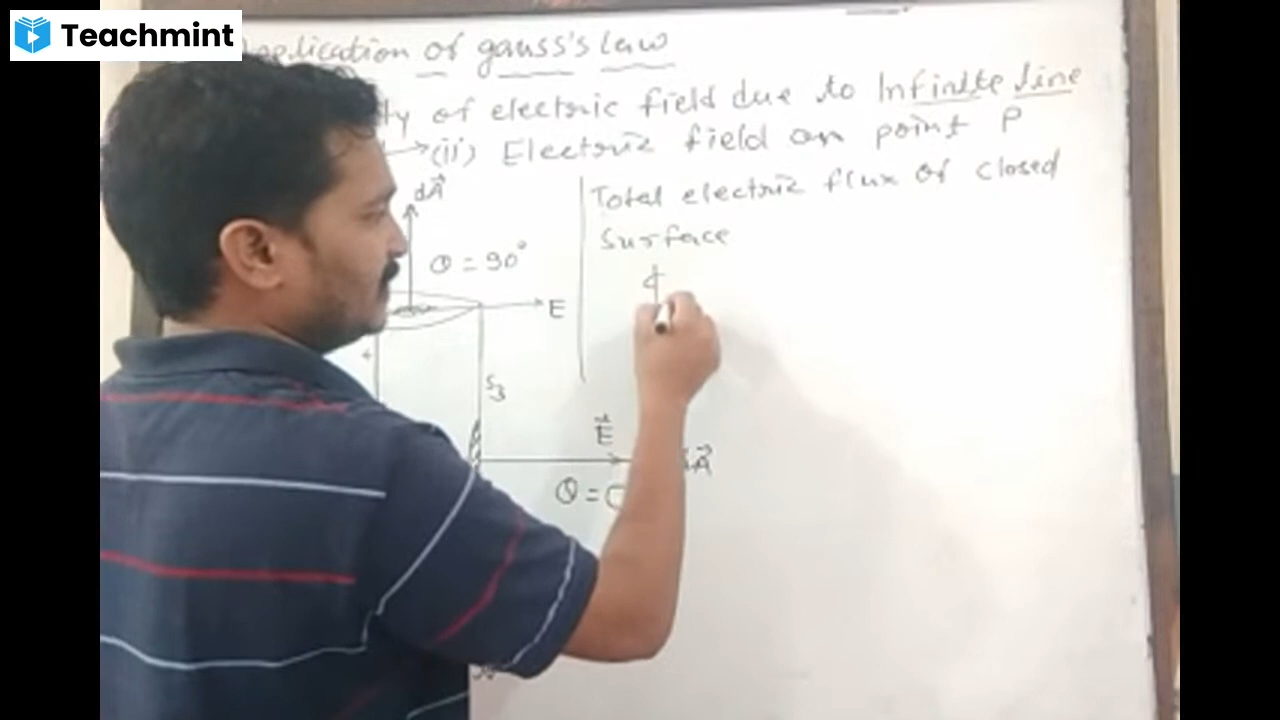 Teachmint
application of gauss's law
of electric field due to Infinite line
(ii) Electric field on point P
dA⃗
Total electric flux of closed
surface
θ = 90°
E
S3
E⃗
dA⃗
θ =